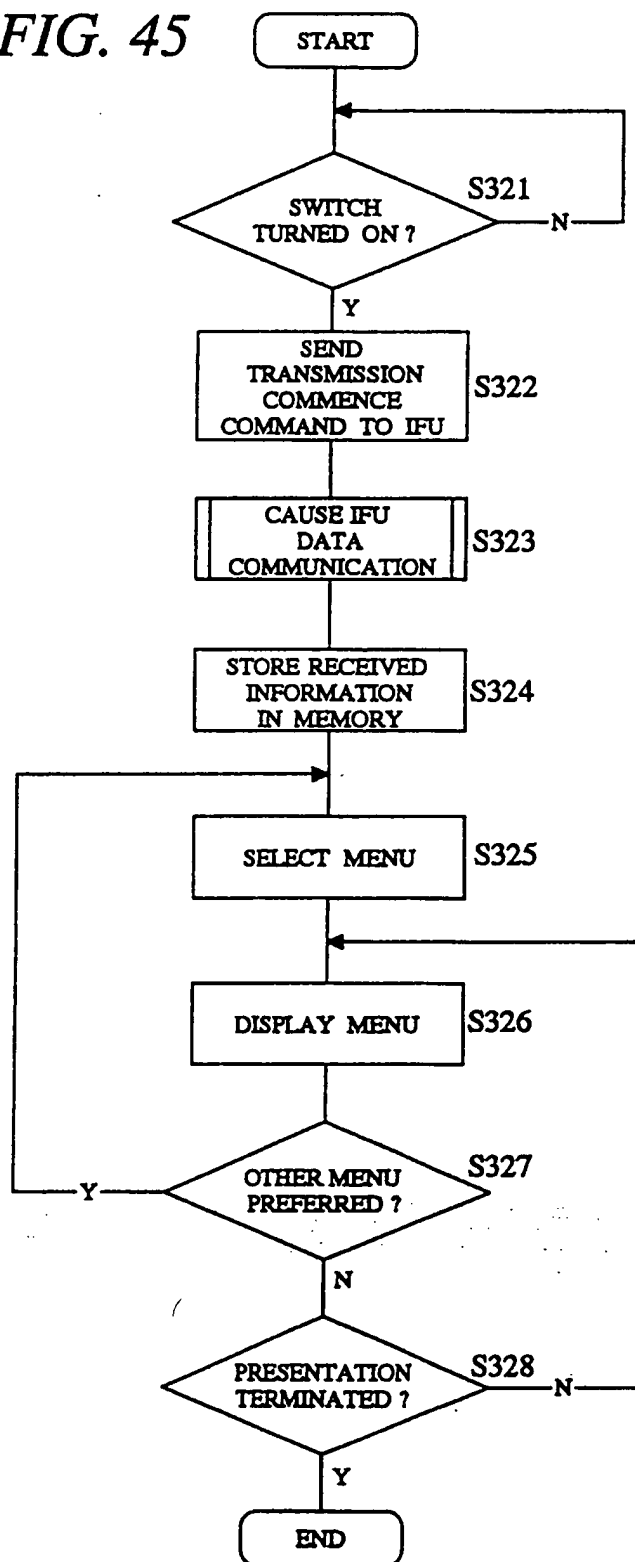 FIG. 45
START
S321
SWITCH
TURNED ON ?
N
Y
SEND
TRANSMISSION
COMMENCE
COMMAND TO IFU
S322
CAUSE IFU
DATA
COMMUNICATION
S323
STORE RECEIVED
INFORMATION
IN MEMORY
S324
SELECT MENU
S325
DISPLAY MENU
S326
S327
OTHER MENU
PREFERRED ?
Y
N
S328
PRESENTATION
TERMINATED ?
N
Y
END